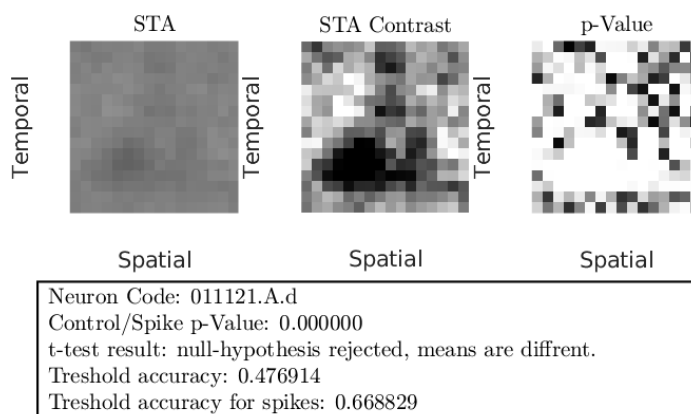 STA
STA Contrast
p-Value
Temporal
Temporal
Temporal
Spatial
Spatial
Spatial
Neuron Code: 011121.A.d
Control/Spike p-Value: 0.000000
t-test result: null-hypothesis rejected, means are diffrent.
Treshold accuracy: 0.476914
Treshold accuracy for spikes: 0.668829